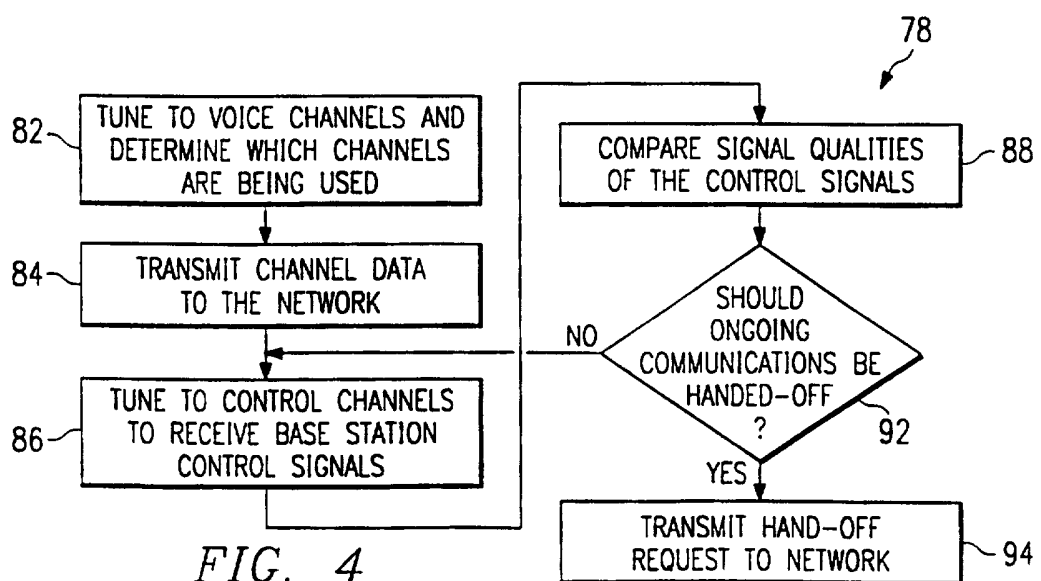 78
82
TUNE TO VOICE CHANNELS AND
DETERMINE WHICH CHANNELS
ARE BEING USED
84
TRANSMIT CHANNEL DATA
TO THE NETWORK
86
TUNE TO CONTROL CHANNELS
TO RECEIVE BASE STATION
CONTROL SIGNALS
COMPARE SIGNAL QUALITIES
OF THE CONTROL SIGNALS
88
SHOULD
ONGOING
COMMUNICATIONS BE
HANDED-OFF
?
92
NO
YES
TRANSMIT HAND-OFF
REQUEST TO NETWORK
94
FIG. 4